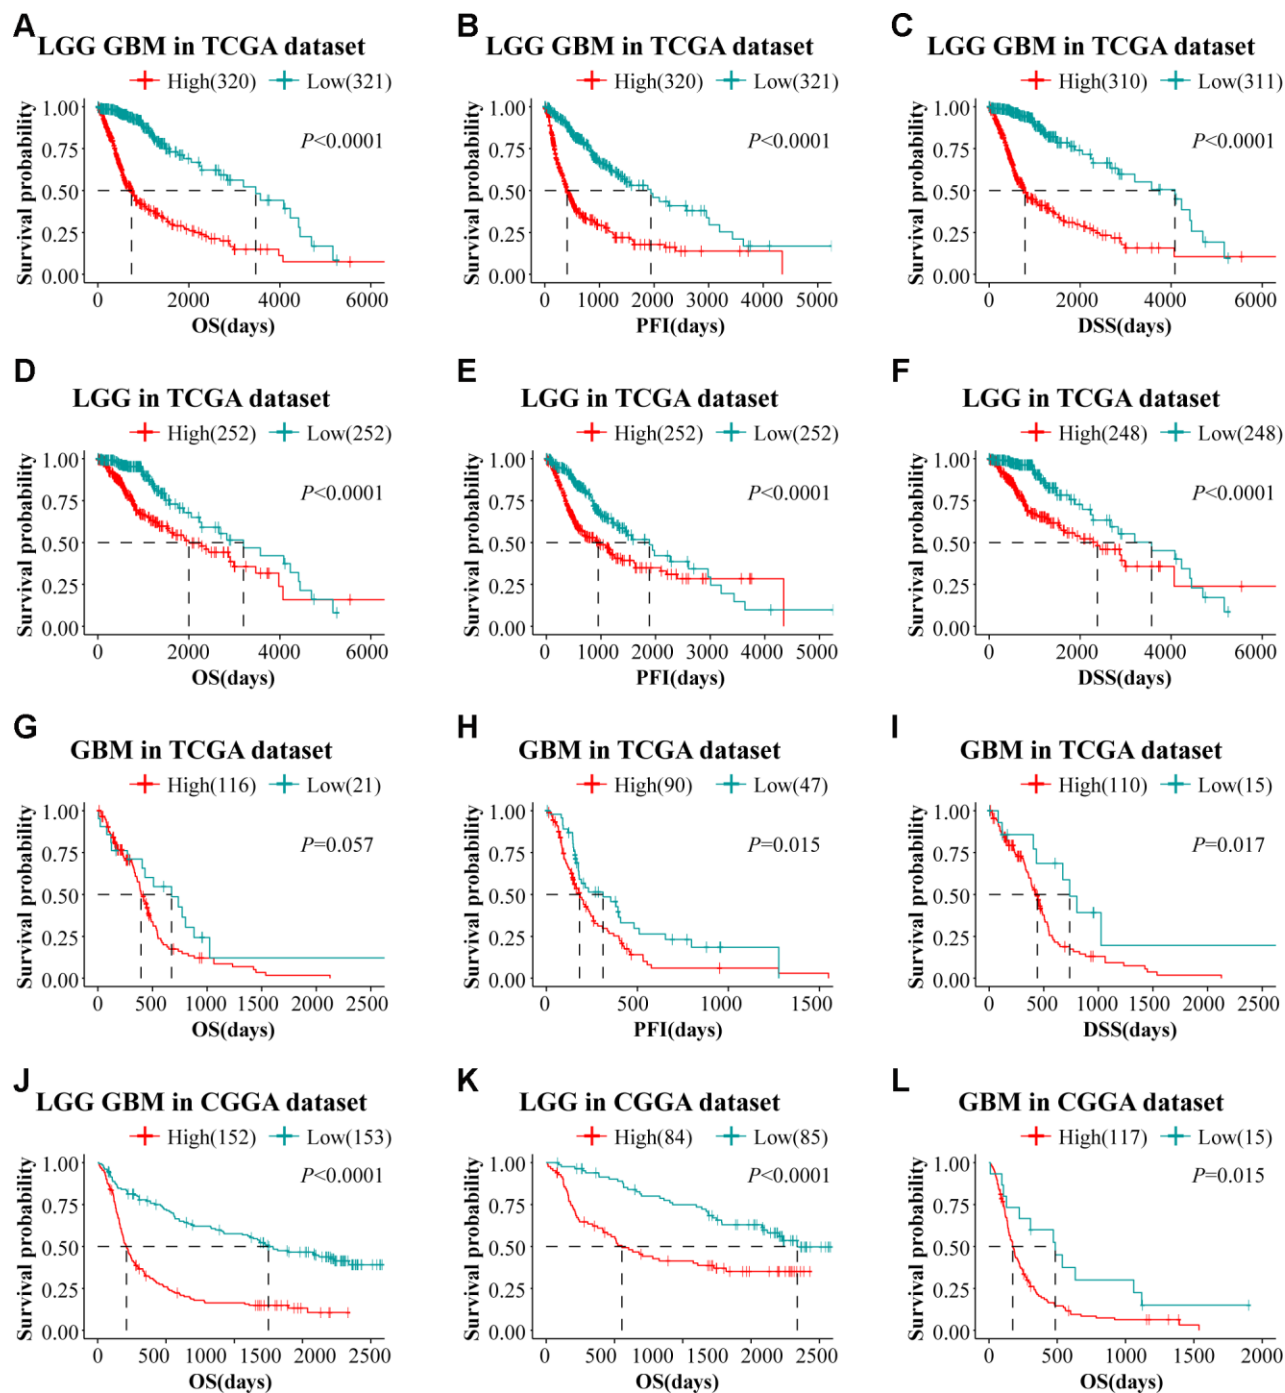 A
LGG GBM in TCGA dataset
High(320) Low(321)
Survival probability
1.00
0.75
0.50
0.25
0.00
P<0.0001
0 2000 4000 6000
OS(days)
B
LGG GBM in TCGA dataset
High(320) Low(321)
Survival probability
1.00
0.75
0.50
0.25
0.00
P<0.0001
0 1000 2000 3000 4000 5000
PFI(days)
C
LGG GBM in TCGA dataset
High(310) Low(311)
Survival probability
1.00
0.75
0.50
0.25
0.00
P<0.0001
0 2000 4000 6000
DSS(days)
D
LGG in TCGA dataset
High(252) Low(252)
Survival probability
1.00
0.75
0.50
0.25
0.00
P<0.0001
0 2000 4000 6000
OS(days)
E
LGG in TCGA dataset
High(252) Low(252)
Survival probability
1.00
0.75
0.50
0.25
0.00
P<0.0001
0 1000 2000 3000 4000 5000
PFI(days)
F
LGG in TCGA dataset
High(248) Low(248)
Survival probability
1.00
0.75
0.50
0.25
0.00
P<0.0001
0 2000 4000 6000
DSS(days)
G
GBM in TCGA dataset
High(116) Low(21)
Survival probability
1.00
0.75
0.50
0.25
0.00
P=0.057
0 500 1000 1500 2000 2500
OS(days)
H
GBM in TCGA dataset
High(90) Low(47)
Survival probability
1.00
0.75
0.50
0.25
0.00
P=0.015
0 500 1000 1500
PFI(days)
I
GBM in TCGA dataset
High(110) Low(15)
Survival probability
1.00
0.75
0.50
0.25
0.00
P=0.017
0 500 1000 1500 2000 2500
DSS(days)
J
LGG GBM in CGGA dataset
High(152) Low(153)
Survival probability
1.00
0.75
0.50
0.25
0.00
P<0.0001
0 500 1000 1500 2000 2500
OS(days)
K
LGG in CGGA dataset
High(84) Low(85)
Survival probability
1.00
0.75
0.50
0.25
0.00
P<0.0001
0 500 1000 1500 2000 2500
OS(days)
L
GBM in CGGA dataset
High(117) Low(15)
Survival probability
1.00
0.75
0.50
0.25
0.00
P=0.015
0 500 1000 1500 2000
OS(days)